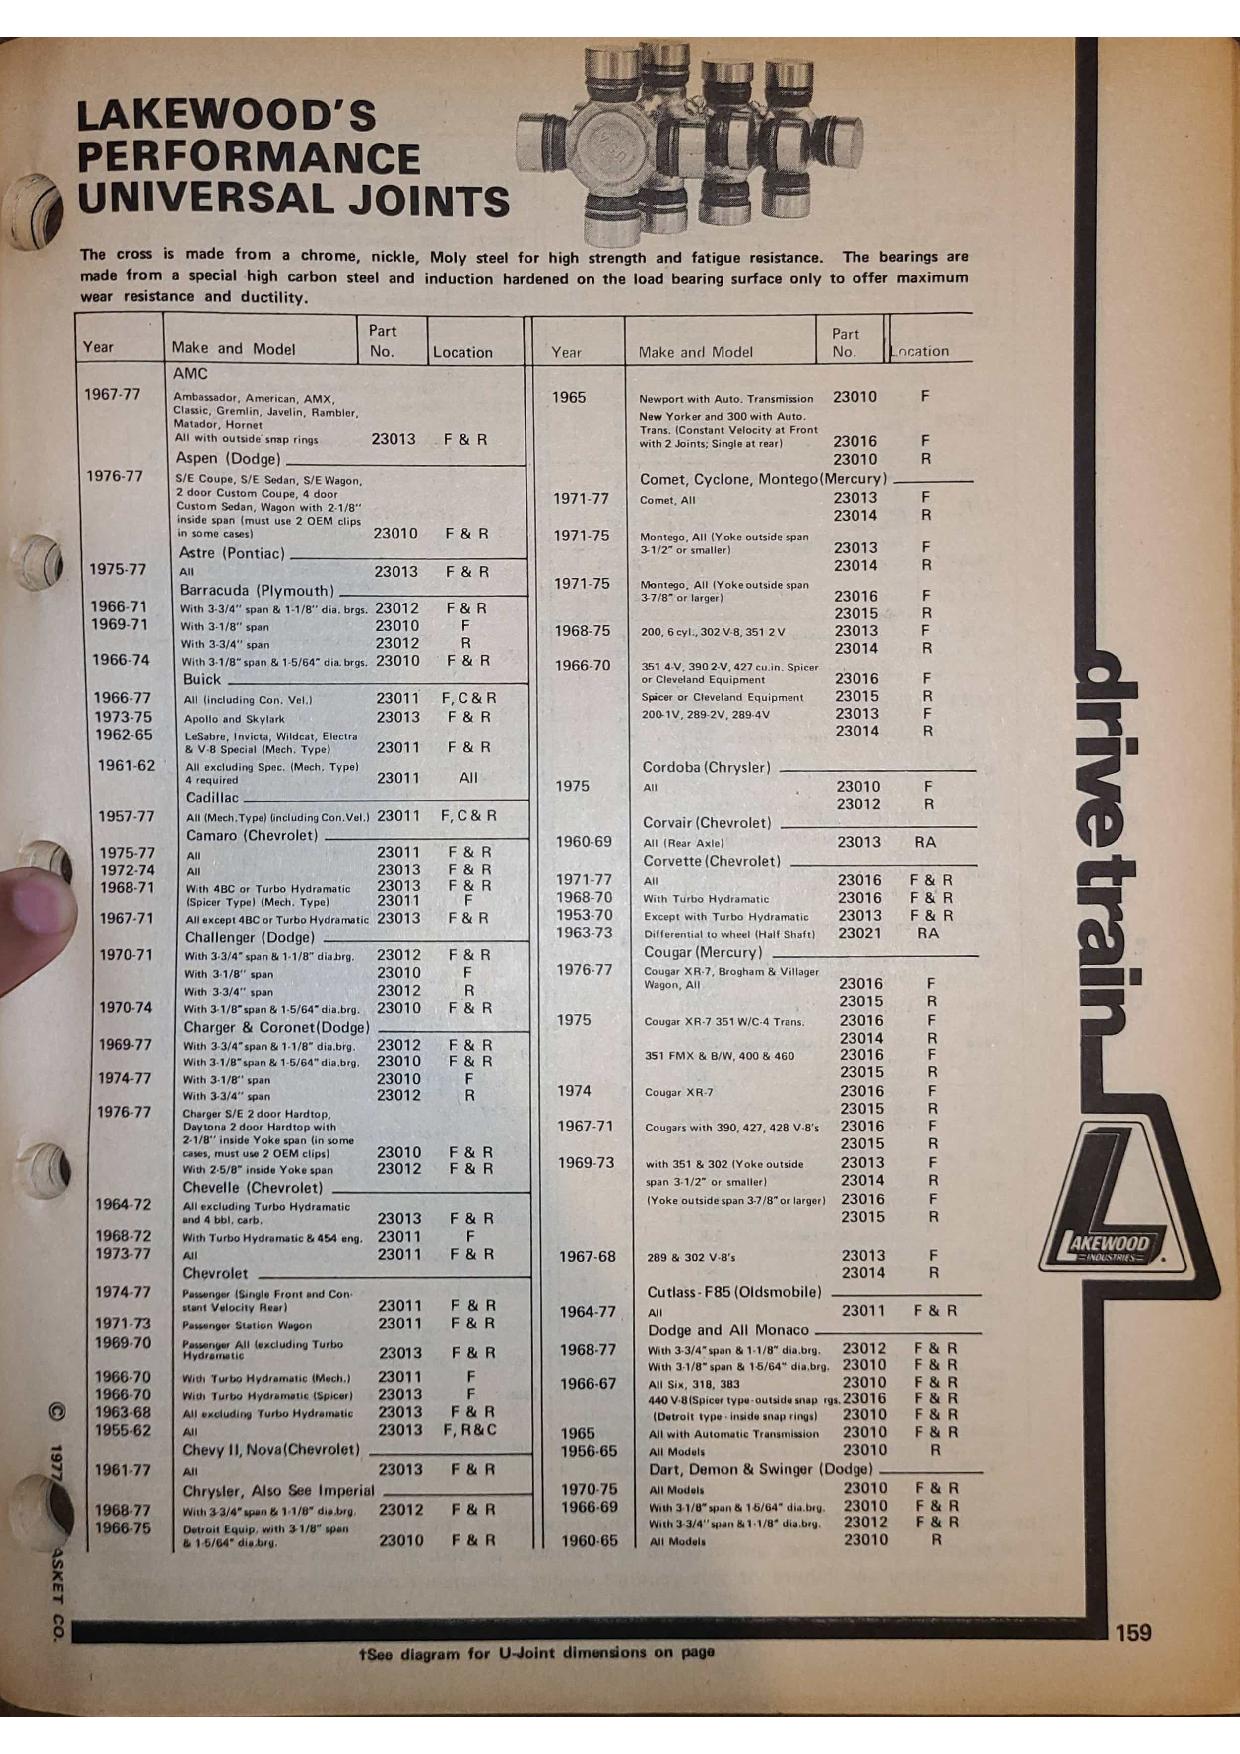 LAKEWOOD'S
PERFORMANCE
UNIVERSAL JOINTS
The cross is made from a chrome, nickle, Moly steel for high strength and fatigue resistance. The bearings are
made from a special high carbon steel and induction hardened on the load bearing surface only to offer maximum
wear resistance and ductility.
Year Make and Model Part No. Location
AMC
1967-77 Ambassador, American, AMX,
Classic, Gremlin, Javelin, Rambler,
Matador, Hornet
All with outside snap rings 23013 F & R
Aspen (Dodge)
1976-77 S/E Coupe, S/E Sedan, S/E Wagon,
2 door Custom Coupe, 4 door
Custom Sedan, Wagon with 2-1/8"
inside span (must use 2 OEM clips
in some cases) 23010 F & R
Astre (Pontiac)
1975-77 All 23013 F & R
Barracuda (Plymouth)
1966-71 With 3-3/4" span & 1-1/8" dia. brgs. 23012 F & R
1969-71 With 3-1/8" span 23010 F
With 3-3/4" span 23012 R
1966-74 With 3-1/8" span & 1-5/64" dia. brgs. 23010 F & R
Buick
1966-77 All (including Con. Vel.) 23011 F, C & R
1973-75 Apollo and Skylark 23013 F & R
1962-65 LeSabre, Invicta, Wildcat, Electra
& V-8 Special (Mech. Type) 23011 F & R
1961-62 All excluding Spec. (Mech. Type)
4 required 23011 All
Cadillac
1957-77 All (Mech.Type) (including Con.Vel.) 23011 F, C & R
Camaro (Chevrolet)
1975-77 All 23011 F & R
1972-74 All 23013 F & R
1968-71 With 4BC or Turbo Hydramatic 23013 F & R
(Spicer Type) (Mech. Type) 23011 F
1967-71 All except 4BC or Turbo Hydramatic 23013 F & R
Challenger (Dodge)
1970-71 With 3-3/4" span & 1-1/8" dia.brg. 23012 F & R
With 3-1/8" span 23010 F
With 3-3/4" span 23012 R
1970-74 With 3-1/8" span & 1-5/64" dia.brg. 23010 F & R
Charger & Coronet (Dodge)
1969-77 With 3-3/4" span & 1-1/8" dia.brg. 23012 F & R
With 3-1/8" span & 1-5/64" dia.brg. 23010 F & R
1974-77 With 3-1/8" span 23010 F
With 3-3/4" span 23012 R
1976-77 Charger S/E 2 door Hardtop,
Daytona 2 door Hardtop with
2-1/8" inside Yoke span (in some
cases, must use 2 OEM clips) 23010 F & R
With 2-5/8" inside Yoke span 23012 F & R
Chevelle (Chevrolet)
1964-72 All excluding Turbo Hydramatic
and 4 bbl. carb. 23013 F & R
1968-72 With Turbo Hydramatic & 454 eng. 23011 F
1973-77 All 23011 F & R
Chevrolet
1974-77 Passenger (Single Front and Con-
stant Velocity Rear) 23011 F & R
1971-73 Passenger Station Wagon 23011 F & R
1969-70 Passenger All (excluding Turbo
Hydramatic 23013 F & R
1966-70 With Turbo Hydramatic (Mech.) 23011 F
1966-70 With Turbo Hydramatic (Spicer) 23013 F
1963-68 All excluding Turbo Hydramatic 23013 F & R
1955-62 All 23013 F, R & C
Chevy II, Nova (Chevrolet)
1961-77 All 23013 F & R
Chrysler, Also See Imperial
1968-77 With 3-3/4" span & 1-1/8" dia.brg. 23012 F & R
1966-75 Detroit Equip. with 3-1/8" span
& 1-5/64" dia.brg. 23010 F & R
Year Make and Model Part No. Location
1965 Newport with Auto. Transmission 23010 F
New Yorker and 300 with Auto.
Trans. (Constant Velocity at Front
with 2 Joints; Single at rear) 23016 F
23010 R
Comet, Cyclone, Montego (Mercury)
1971-77 Comet, All 23013 F
23014 R
1971-75 Montego, All (Yoke outside span
3-1/2" or smaller) 23013 F
23014 R
1971-75 Montego, All (Yoke outside span
3-7/8" or larger) 23016 F
23015 R
1968-75 200, 6 cyl., 302 V-8, 351 2 V 23013 F
23014 R
1966-70 351 4-V, 390 2-V, 427 cu.in. Spicer
or Cleveland Equipment 23016 F
Spicer or Cleveland Equipment 23015 R
200-1V, 289-2V, 289-4V 23013 F
23014 R
Cordoba (Chrysler)
1975 All 23010 F
23012 R
Corvair (Chevrolet)
1960-69 All (Rear Axle) 23013 RA
Corvette (Chevrolet)
1971-77 All 23016 F & R
1968-70 With Turbo Hydramatic 23016 F & R
1953-70 Except with Turbo Hydramatic 23013 F & R
1963-73 Differential to wheel (Half Shaft) 23021 RA
Cougar (Mercury)
1976-77 Cougar XR-7, Brogham & Villager
Wagon, All 23016 F
23015 R
1975 Cougar XR-7 351 W/C-4 Trans. 23016 F
23014 R
351 FMX & B/W, 400 & 460 23016 F
23015 R
1974 Cougar XR-7 23016 F
23015 R
1967-71 Cougars with 390, 427, 428 V-8's 23016 F
23015 R
1969-73 with 351 & 302 (Yoke outside 23013 F
span 3-1/2" or smaller) 23014 R
(Yoke outside span 3-7/8" or larger) 23016 F
23015 R
1967-68 289 & 302 V-8's 23013 F
23014 R
Cutlass - F85 (Oldsmobile)
1964-77 All 23011 F & R
Dodge and All Monaco
1968-77 With 3-3/4" span & 1-1/8" dia.brg. 23012 F & R
With 3-1/8" span & 1-5/64" dia.brg. 23010 F & R
1966-67 All Six, 318, 383 23010 F & R
440 V-8 (Spicer type-outside snap rgs. 23016 F & R
(Detroit type - inside snap rings) 23010 F & R
1965 All with Automatic Transmission 23010 F & R
1956-65 All Models 23010 R
Dart, Demon & Swinger (Dodge)
1970-75 All Models 23010 F & R
1966-69 With 3-1/8" span & 1-5/64" dia.brg. 23010 F & R
With 3-3/4" span & 1-1/8" dia.brg. 23012 F & R
1960-65 All Models 23010 R
drivetrain
LAKEWOOD
INDUSTRIES
®
© 1977
ASKET CO.
159
†See diagram for U-Joint dimensions on page